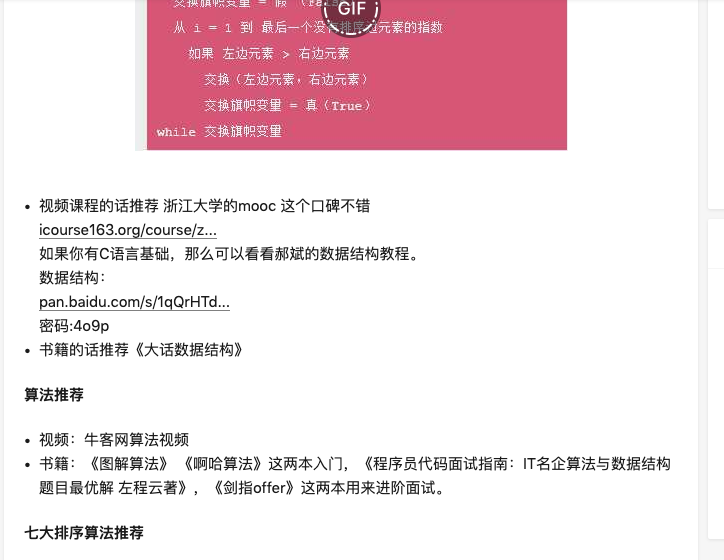 交换旗帜变量 = 假 （False
GIF
从 i = 1 到 最后一个没有排序过元素的指数
如果 左边元素 > 右边元素
交换（左边元素，右边元素）
交换旗帜变量 = 真（True）
while 交换旗帜变量
• 视频课程的话推荐 浙江大学的mooc 这个口碑不错
icourse163.org/course/z...
如果你有C语言基础，那么可以看看郝斌的数据结构教程。
数据结构：
pan.baidu.com/s/1qQrHTd...
密码:4o9p
• 书籍的话推荐《大话数据结构》
算法推荐
• 视频：牛客网算法视频
• 书籍：《图解算法》 《啊哈算法》这两本入门，《程序员代码面试指南：IT名企算法与数据结构
题目最优解 左程云著》，《剑指offer》这两本用来进阶面试。
七大排序算法推荐